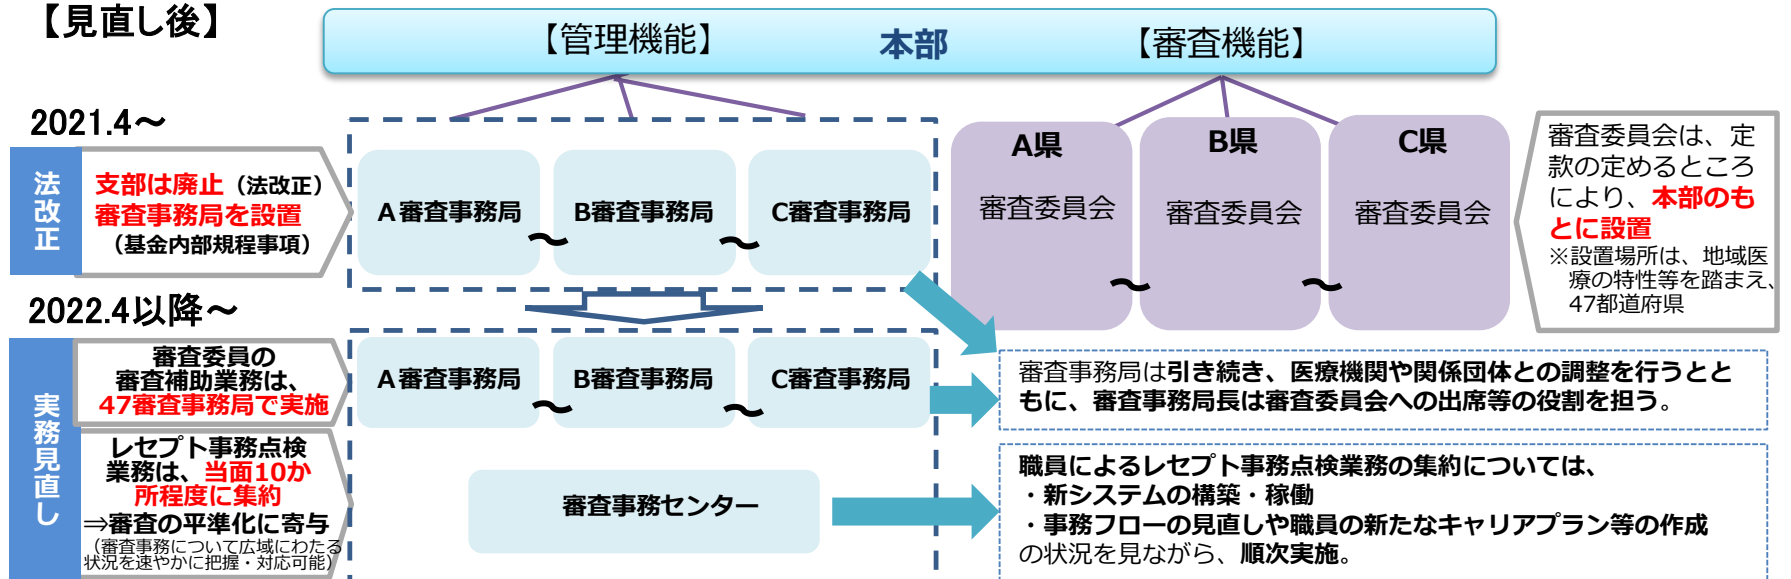 【見直し後】
【管理機能】 本部 【審査機能】
2021.4～
法改正
支部は廃止（法改正）
審査事務局を設置
（基金内部規程事項）
A審査事務局
～
B審査事務局
～
C審査事務局
A県
審査委員会
～
B県
審査委員会
～
C県
審査委員会
審査委員会は、定
款の定めるところ
により、本部のも
とに設置
※設置場所は、地域医
療の特性等を踏まえ、
47都道府県
2022.4以降～
実務見直し
審査委員の
審査補助業務は、
47審査事務局で実施
レセプト事務点検
業務は、当面10か
所程度に集約
⇒審査の平準化に寄与
（審査事務について広域にわたる
状況を速やかに把握・対応可能）
A審査事務局
～
B審査事務局
～
C審査事務局
審査事務センター
審査事務局は引き続き、医療機関や関係団体との調整を行うとと
もに、審査事務局長は審査委員会への出席等の役割を担う。
職員によるレセプト事務点検業務の集約については、
・新システムの構築・稼働
・事務フローの見直しや職員の新たなキャリアプラン等の作成
の状況を見ながら、順次実施。